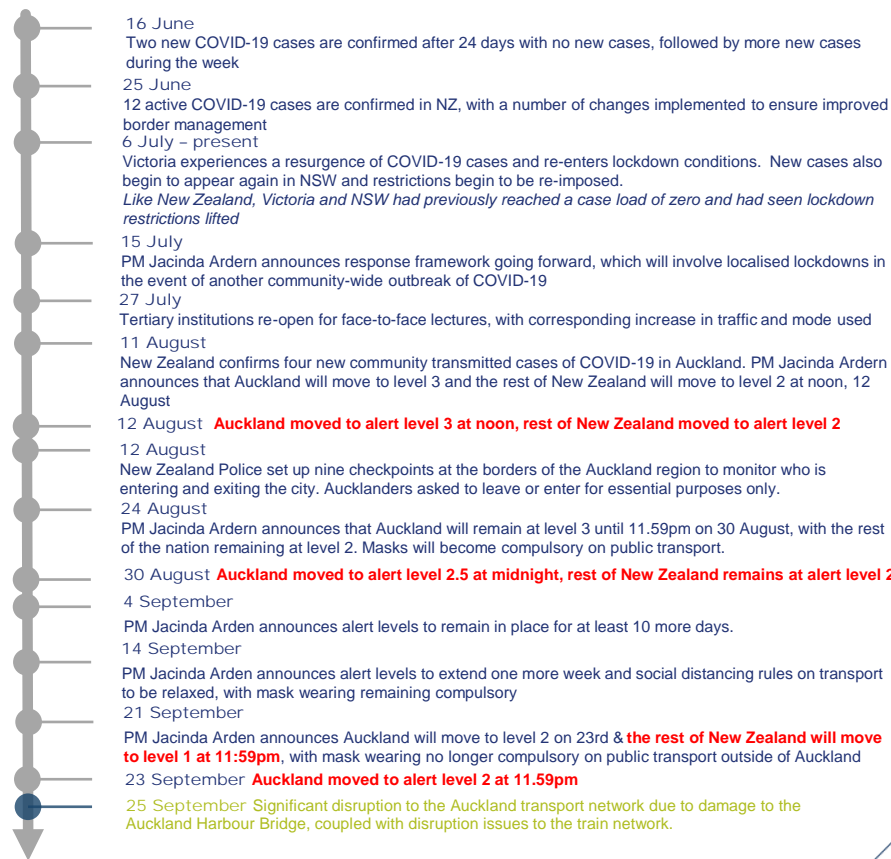 16 June
Two new COVID-19 cases are confirmed after 24 days with no new cases, followed by more new cases
during the week
25 June
12 active COVID-19 cases are confirmed in NZ, with a number of changes implemented to ensure improved
border management
6 July – present
Victoria experiences a resurgence of COVID-19 cases and re-enters lockdown conditions.  New cases also
begin to appear again in NSW and restrictions begin to be re-imposed.
Like New Zealand, Victoria and NSW had previously reached a case load of zero and had seen lockdown
restrictions lifted
15 July
PM Jacinda Ardern announces response framework going forward, which will involve localised lockdowns in
the event of another community-wide outbreak of COVID-19
27 July
Tertiary institutions re-open for face-to-face lectures, with corresponding increase in traffic and mode used
11 August
New Zealand confirms four new community transmitted cases of COVID-19 in Auckland. PM Jacinda Ardern
announces that Auckland will move to level 3 and the rest of New Zealand will move to level 2 at noon, 12
August
12 August Auckland moved to alert level 3 at noon, rest of New Zealand moved to alert level 2
12 August
New Zealand Police set up nine checkpoints at the borders of the Auckland region to monitor who is
entering and exiting the city. Aucklanders asked to leave or enter for essential purposes only.
24 August
PM Jacinda Ardern announces that Auckland will remain at level 3 until 11.59pm on 30 August, with the rest
of the nation remaining at level 2. Masks will become compulsory on public transport.
30 August Auckland moved to alert level 2.5 at midnight, rest of New Zealand remains at alert level 2
4 September
PM Jacinda Arden announces alert levels to remain in place for at least 10 more days.
14 September
PM Jacinda Arden announces alert levels to extend one more week and social distancing rules on transport
to be relaxed, with mask wearing remaining compulsory
21 September
PM Jacinda Arden announces Auckland will move to level 2 on 23rd & the rest of New Zealand will move
to level 1 at 11:59pm, with mask wearing no longer compulsory on public transport outside of Auckland
23 September Auckland moved to alert level 2 at 11.59pm
25 September Significant disruption to the Auckland transport network due to damage to the
Auckland Harbour Bridge, coupled with disruption issues to the train network.